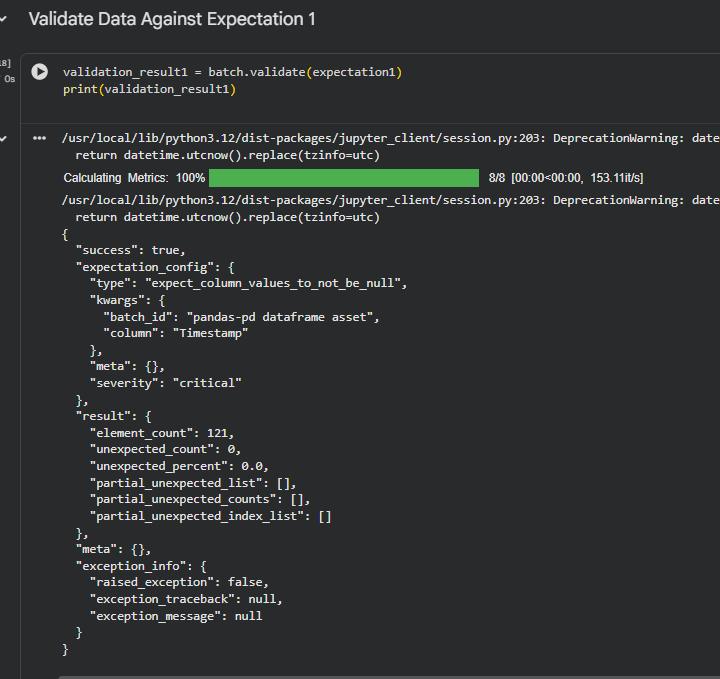 Validate Data Against Expectation 1
8]
0s
validation_result1 = batch.validate(expectation1)
print(validation_result1)
/usr/local/lib/python3.12/dist-packages/jupyter_client/session.py:203: DeprecationWarning: date
return datetime.utcnow().replace(tzinfo=utc)
Calculating Metrics: 100% 8/8 [00:00<00:00, 153.11it/s]
/usr/local/lib/python3.12/dist-packages/jupyter_client/session.py:203: DeprecationWarning: date
return datetime.utcnow().replace(tzinfo=utc)
{
  "success": true,
  "expectation_config": {
    "type": "expect_column_values_to_not_be_null",
    "kwargs": {
      "batch_id": "pandas-pd dataframe asset",
      "column": "Timestamp"
    },
    "meta": {},
    "severity": "critical"
  },
  "result": {
    "element_count": 121,
    "unexpected_count": 0,
    "unexpected_percent": 0.0,
    "partial_unexpected_list": [],
    "partial_unexpected_counts": [],
    "partial_unexpected_index_list": []
  },
  "meta": {},
  "exception_info": {
    "raised_exception": false,
    "exception_traceback": null,
    "exception_message": null
  }
}